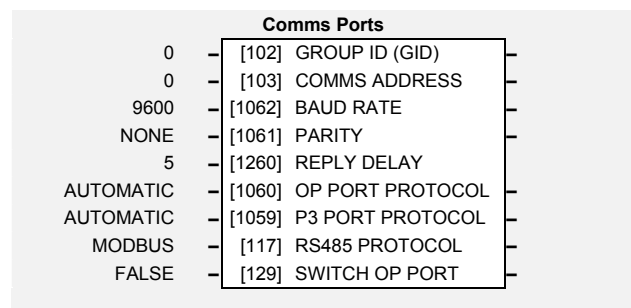 Comms Ports
0 – [102] GROUP ID (GID) –
0 – [103] COMMS ADDRESS –
9600 – [1062] BAUD RATE –
NONE – [1061] PARITY –
5 – [1260] REPLY DELAY
AUTOMATIC – [1060] OP PORT PROTOCOL –
AUTOMATIC – [1059] P3 PORT PROTOCOL –
MODBUS – [117] RS485 PROTOCOL –
FALSE – [129] SWITCH OP PORT –